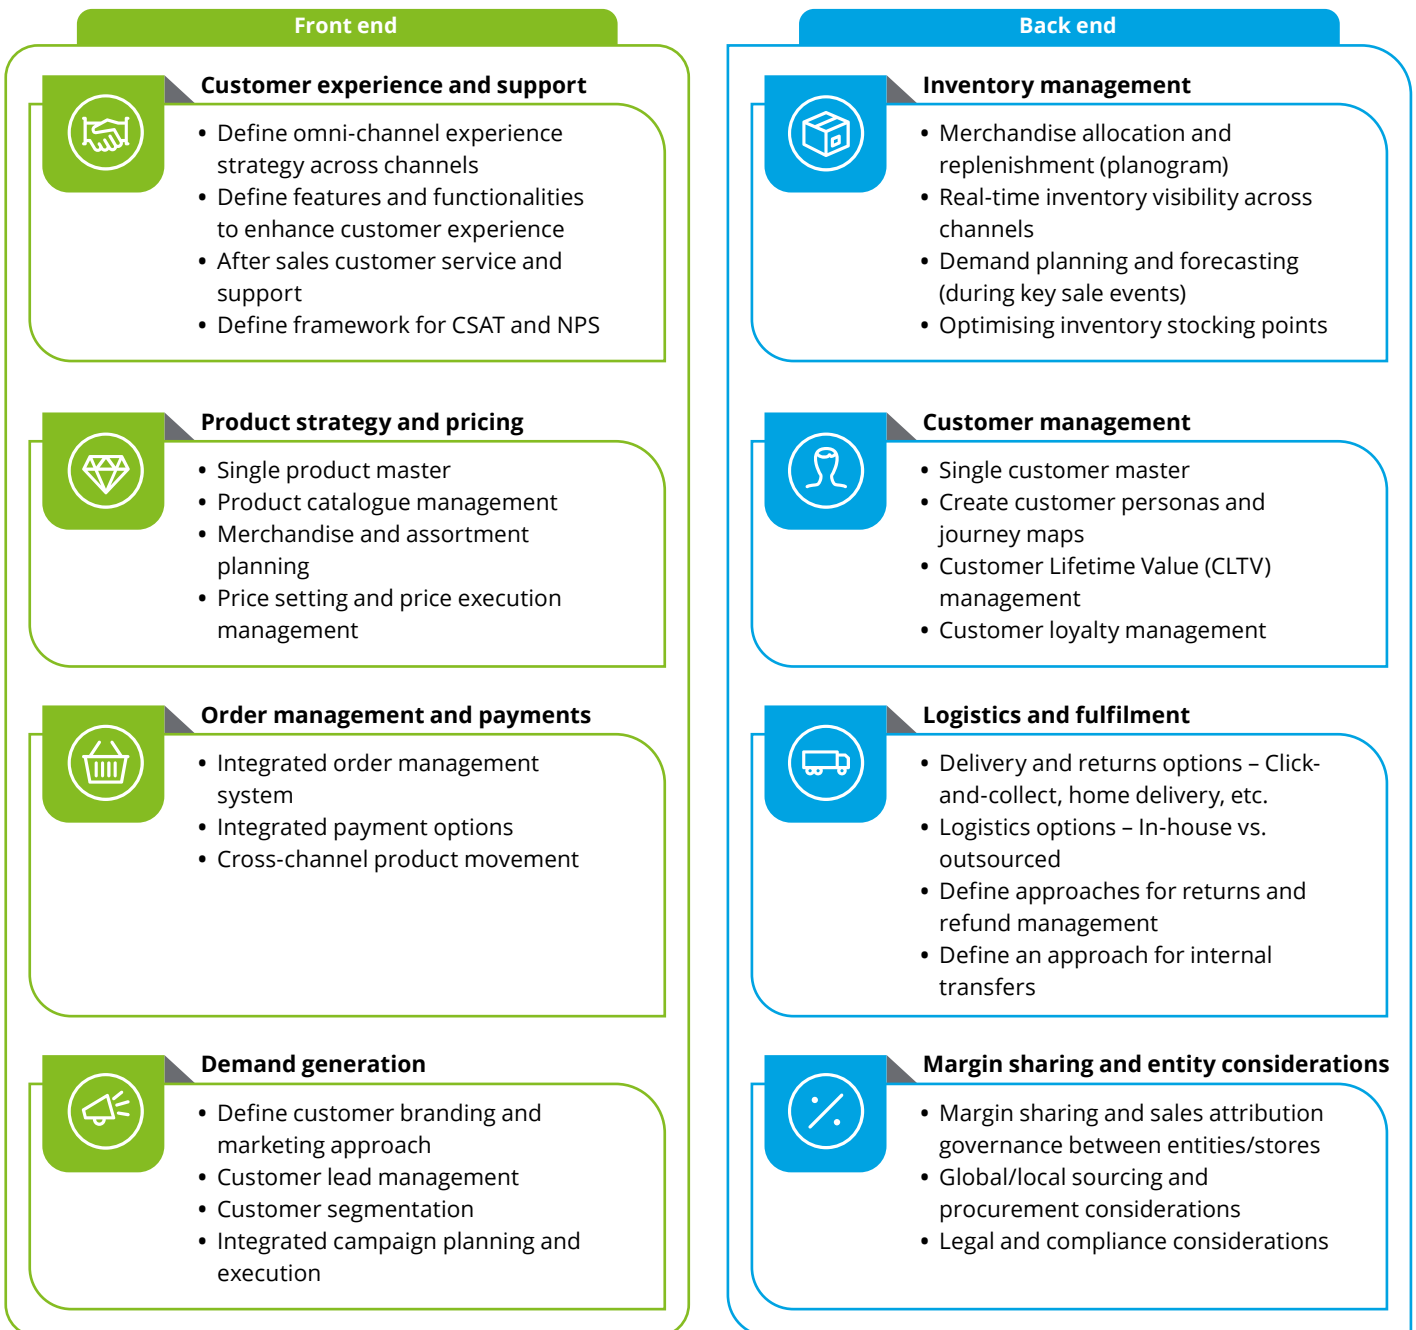 Front end
Customer experience and support
• Define omni-channel experience
strategy across channels
• Define features and functionalities
to enhance customer experience
• After sales customer service and
support
• Define framework for CSAT and NPS
Product strategy and pricing
• Single product master
• Product catalogue management
• Merchandise and assortment
planning
• Price setting and price execution
management
Order management and payments
• Integrated order management
system
• Integrated payment options
• Cross-channel product movement
Demand generation
• Define customer branding and
marketing approach
• Customer lead management
• Customer segmentation
• Integrated campaign planning and
execution
Back end
Inventory management
• Merchandise allocation and
replenishment (planogram)
• Real-time inventory visibility across
channels
• Demand planning and forecasting
(during key sale events)
• Optimising inventory stocking points
Customer management
• Single customer master
• Create customer personas and
journey maps
• Customer Lifetime Value (CLTV)
management
• Customer loyalty management
Logistics and fulfilment
• Delivery and returns options – Click-
and-collect, home delivery, etc.
• Logistics options – In-house vs.
outsourced
• Define approaches for returns and
refund management
• Define an approach for internal
transfers
Margin sharing and entity considerations
• Margin sharing and sales attribution
governance between entities/stores
• Global/local sourcing and
procurement considerations
• Legal and compliance considerations